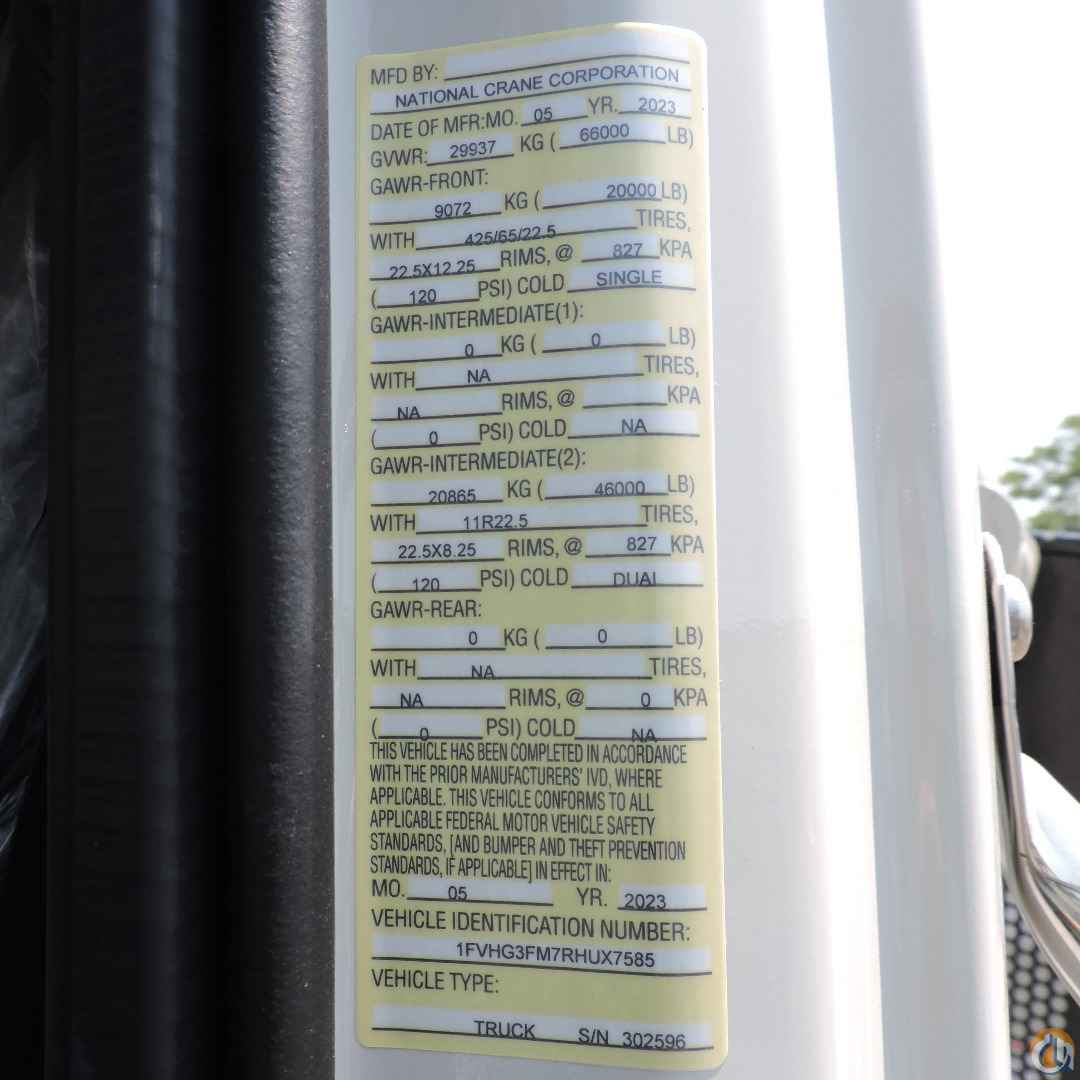 MFD BY:
NATIONAL CRANE CORPORATION
DATE OF MFR:MO. 05 YR. 2023
GVWR: 29937 KG ( 66000 LB)
GAWR-FRONT:
9072 KG ( 20000 LB)
WITH 425/65/22.5 TIRES,
22.5X12.25 RIMS, @ 827 KPA
( 120 PSI) COLD SINGLE
GAWR-INTERMEDIATE(1):
0 KG ( 0 LB)
WITH NA TIRES,
NA RIMS, @ KPA
( 0 PSI) COLD NA
GAWR-INTERMEDIATE(2):
20865 KG ( 46000 LB)
WITH 11R22.5 TIRES,
22.5X8.25 RIMS, @ 827 KPA
( 120 PSI) COLD DUAL
GAWR-REAR:
0 KG ( 0 LB)
WITH NA TIRES,
NA RIMS, @ 0 KPA
( 0 PSI) COLD NA
THIS VEHICLE HAS BEEN COMPLETED IN ACCORDANCE
WITH THE PRIOR MANUFACTURERS' IVD, WHERE
APPLICABLE. THIS VEHICLE CONFORMS TO ALL
APPLICABLE FEDERAL MOTOR VEHICLE SAFETY
STANDARDS, [AND BUMPER AND THEFT PREVENTION
STANDARDS, IF APPLICABLE] IN EFFECT IN:
MO. 05 YR. 2023
VEHICLE IDENTIFICATION NUMBER:
1FVHG3FM7RHUX7585
VEHICLE TYPE:
TRUCK S/N 302596